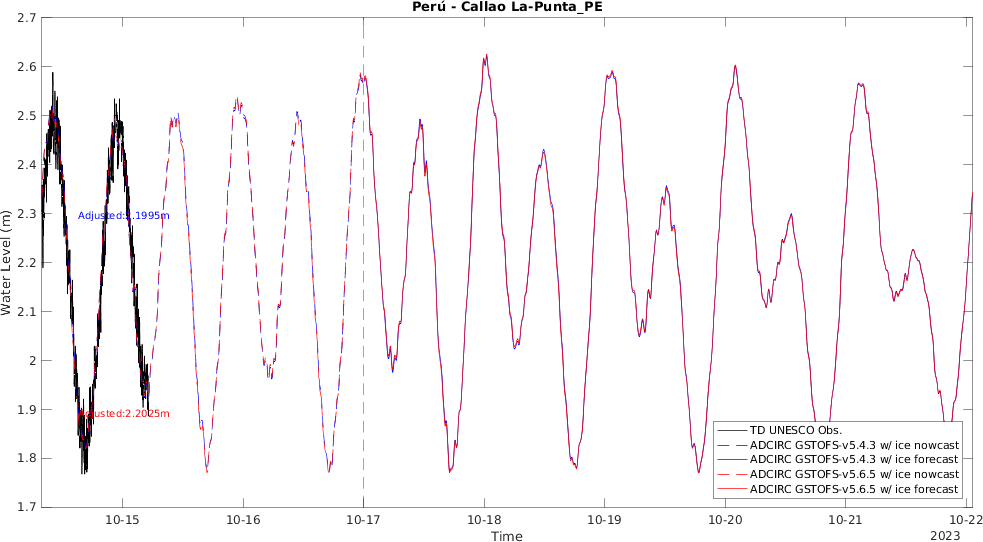 Perú - Callao La-Punta_PE
2.7
2.6
2.5
2.4
2.3
2.2
2.1
2
1.9
1.8
1.7
Water Level (m)
Adjusted:2.1995m
Adjusted:2.2025m
TD UNESCO Obs.
ADCIRC GSTOFS-v5.4.3 w/ ice nowcast
ADCIRC GSTOFS-v5.4.3 w/ ice forecast
ADCIRC GSTOFS-v5.6.5 w/ ice nowcast
ADCIRC GSTOFS-v5.6.5 w/ ice forecast
10-15
10-16
10-17
10-18
10-19
10-20
10-21
10-22
Time
2023